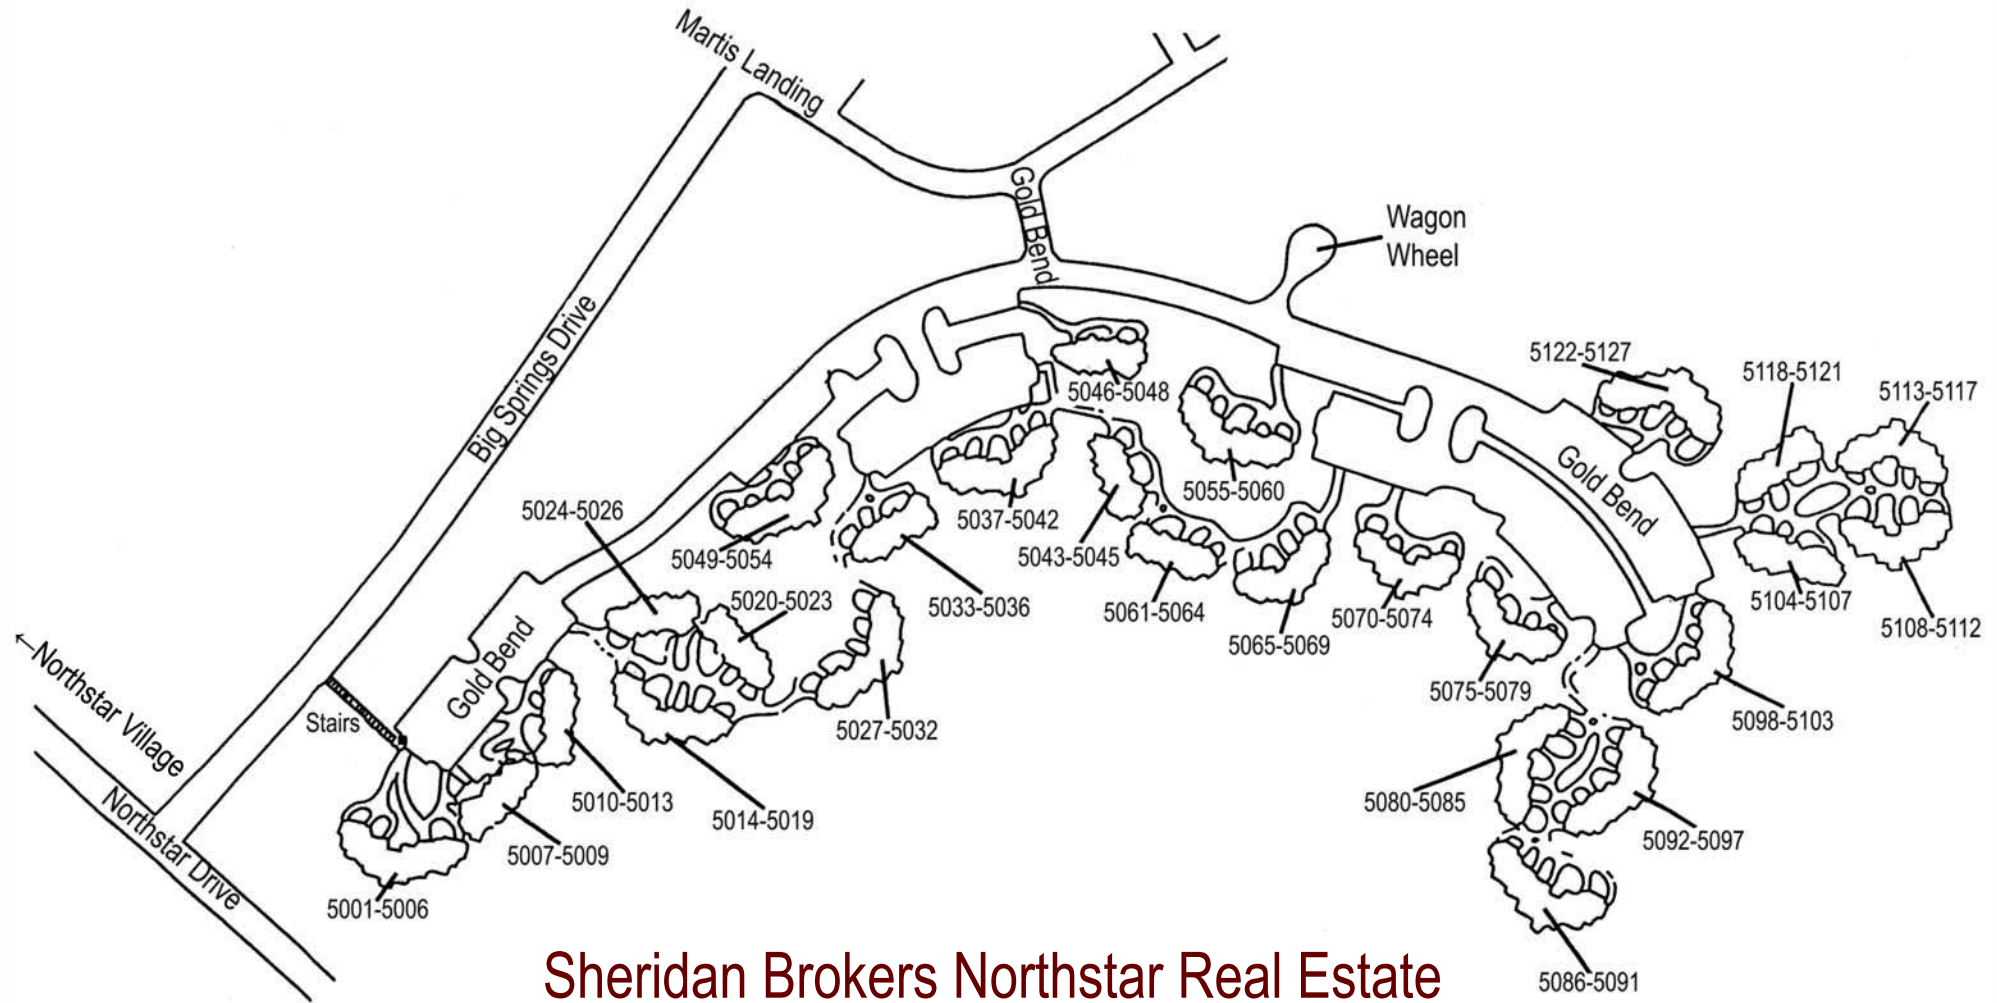 Martis Landing
Gold Bend
Wagon
Wheel
Big Springs Drive
5046-5048
5122-5127
5118-5121
5113-5117
5055-5060
5024-5026
5049-5054
5037-5042
5043-5045
Gold Bend
5020-5023
5033-5036
5061-5064
5065-5069
5070-5074
5104-5107
5108-5112
←Northstar Village
Gold Bend
Stairs
5027-5032
5075-5079
5098-5103
5010-5013
5014-5019
5080-5085
5092-5097
Northstar Drive
5007-5009
5001-5006
5086-5091
Sheridan Brokers Northstar Real Estate